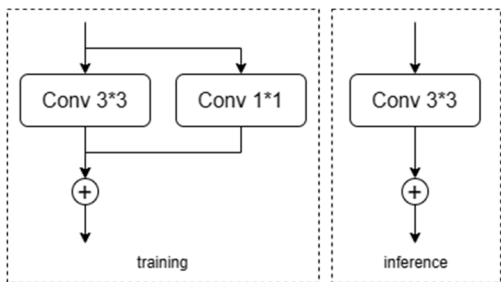 Conv 3*3
Conv 1*1
+
training
Conv 3*3
+
inference